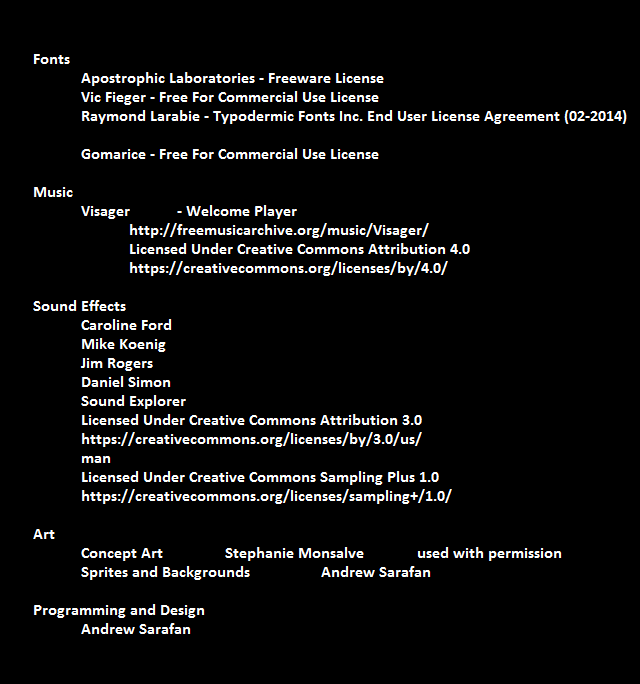 Fonts
Apostrophic Laboratories - Freeware License
Vic Fieger - Free For Commercial Use License
Raymond Larabie - Typodermic Fonts Inc. End User License Agreement (02-2014)
Gomarice - Free For Commercial Use License
Music
Visager - Welcome Player
http://freemusicarchive.org/music/Visager/
Licensed Under Creative Commons Attribution 4.0
https://creativecommons.org/licenses/by/4.0/
Sound Effects
Caroline Ford
Mike Koenig
Jim Rogers
Daniel Simon
Sound Explorer
Licensed Under Creative Commons Attribution 3.0
https://creativecommons.org/licenses/by/3.0/us/
man
Licensed Under Creative Commons Sampling Plus 1.0
https://creativecommons.org/licenses/sampling+/1.0/
Art
Concept Art Stephanie Monsalve used with permission
Sprites and Backgrounds Andrew Sarafan
Programming and Design
Andrew Sarafan